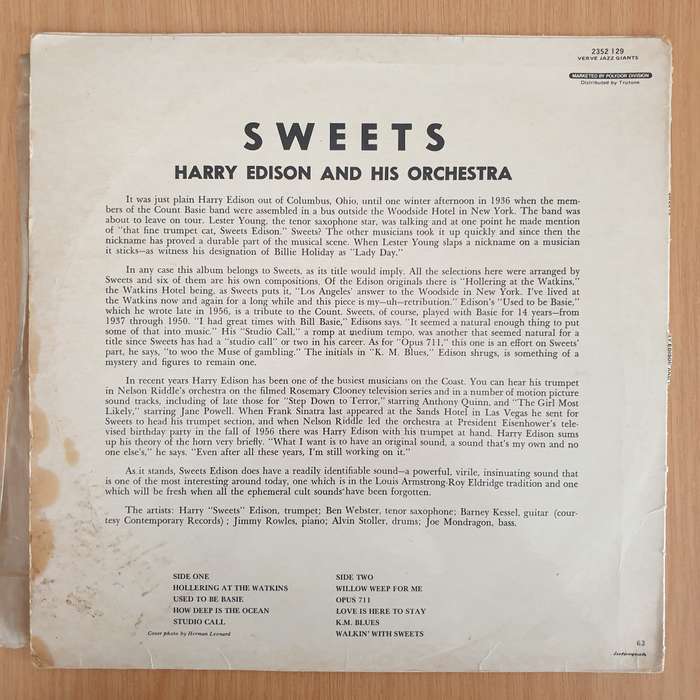 2352 129
VERVE JAZZ GIANTS
MARKETED BY POLYDOR DIVISION
Distributed by Trutone
SWEETS
HARRY EDISON AND HIS ORCHESTRA
It was just plain Harry Edison out of Columbus, Ohio, until one winter afternoon in 1936 when the mem-
bers of the Count Basie band were assembled in a bus outside the Woodside Hotel in New York. The band was
about to leave on tour. Lester Young, the tenor saxophone star, was talking and at one point he made mention
of "that fine trumpet cat, Sweets Edison." Sweets? The other musicians took it up quickly and since then the
nickname has proved a durable part of the musical scene. When Lester Young slaps a nickname on a musician
it sticks—as witness his designation of Billie Holiday as "Lady Day."
In any case this album belongs to Sweets, as its title would imply. All the selections here were arranged by
Sweets and six of them are his own compositions. Of the Edison originals there is "Hollering at the Watkins,"
the Watkins Hotel being, as Sweets puts it, "Los Angeles' answer to the Woodside in New York. I've lived at
the Watkins now and again for a long while and this piece is my—uh—retribution." Edison's "Used to be Basie,"
which he wrote late in 1956, is a tribute to the Count. Sweets, of course, played with Basie for 14 years—from
1937 through 1950. "I had great times with Bill Basie," Edisons says. "It seemed a natural enough thing to put
some of that into music." His "Studio Call," a romp at medium tempo, was another that seemed natural for a
title since Sweets has had a "studio call" or two in his career. As for "Opus 711," this one is an effort on Sweets'
part, he says, "to woo the Muse of gambling." The initials in "K. M. Blues," Edison shrugs, is something of a
mystery and figures to remain one.
In recent years Harry Edison has been one of the busiest musicians on the Coast. You can hear his trumpet
in Nelson Riddle's orchestra on the filmed Rosemary Clooney television series and in a number of motion picture
sound tracks, including of late those for "Step Down to Terror," starring Anthony Quinn, and "The Girl Most
Likely," starring Jane Powell. When Frank Sinatra last appeared at the Sands Hotel in Las Vegas he sent for
Sweets to head his trumpet section, and when Nelson Riddle led the orchestra at President Eisenhower's tele-
vised birthday party in the fall of 1956 there was Harry Edison with his trumpet at hand. Harry Edison sums
up his theory of the horn very briefly. "What I want is to have an original sound, a sound that's my own and no
one else's," he says. "Even after all these years, I'm still working on it."
As it stands, Sweets Edison does have a readily identifiable sound—a powerful, virile, insinuating sound that
is one of the most interesting around today, one which is in the Louis Armstrong-Roy Eldridge tradition and one
which will be fresh when all the ephemeral cult sounds have been forgotten.
The artists: Harry "Sweets" Edison, trumpet; Ben Webster, tenor saxophone; Barney Kessel, guitar (cour-
tesy Contemporary Records) ; Jimmy Rowles, piano; Alvin Stoller, drums; Joe Mondragon, bass.
SIDE ONE
HOLLERING AT THE WATKINS
USED TO BE BASIE
HOW DEEP IS THE OCEAN
STUDIO CALL
Cover photo by Herman Leonard
SIDE TWO
WILLOW WEEP FOR ME
OPUS 711
LOVE IS HERE TO STAY
K.M. BLUES
WALKIN' WITH SWEETS
62